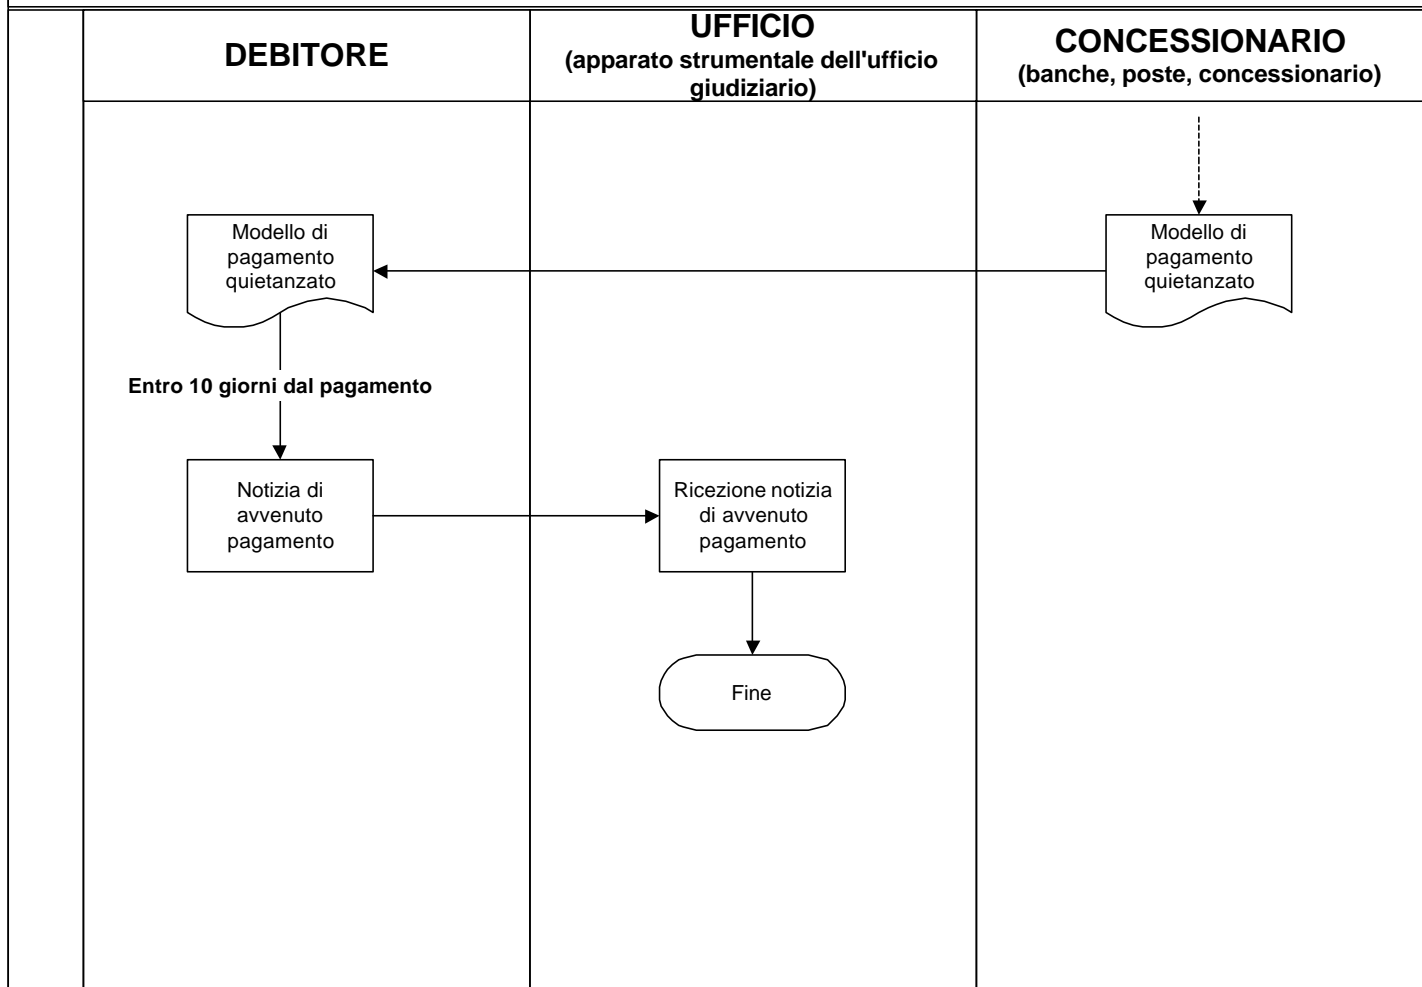 DEBITORE
UFFICIO
(apparato strumentale dell'ufficio
giudiziario)
CONCESSIONARIO
(banche, poste, concessionario)
Modello di
pagamento
quietanzato
Modello di
pagamento
quietanzato
Entro 10 giorni dal pagamento
Notizia di
avvenuto
pagamento
Ricezione notizia
di avvenuto
pagamento
Fine